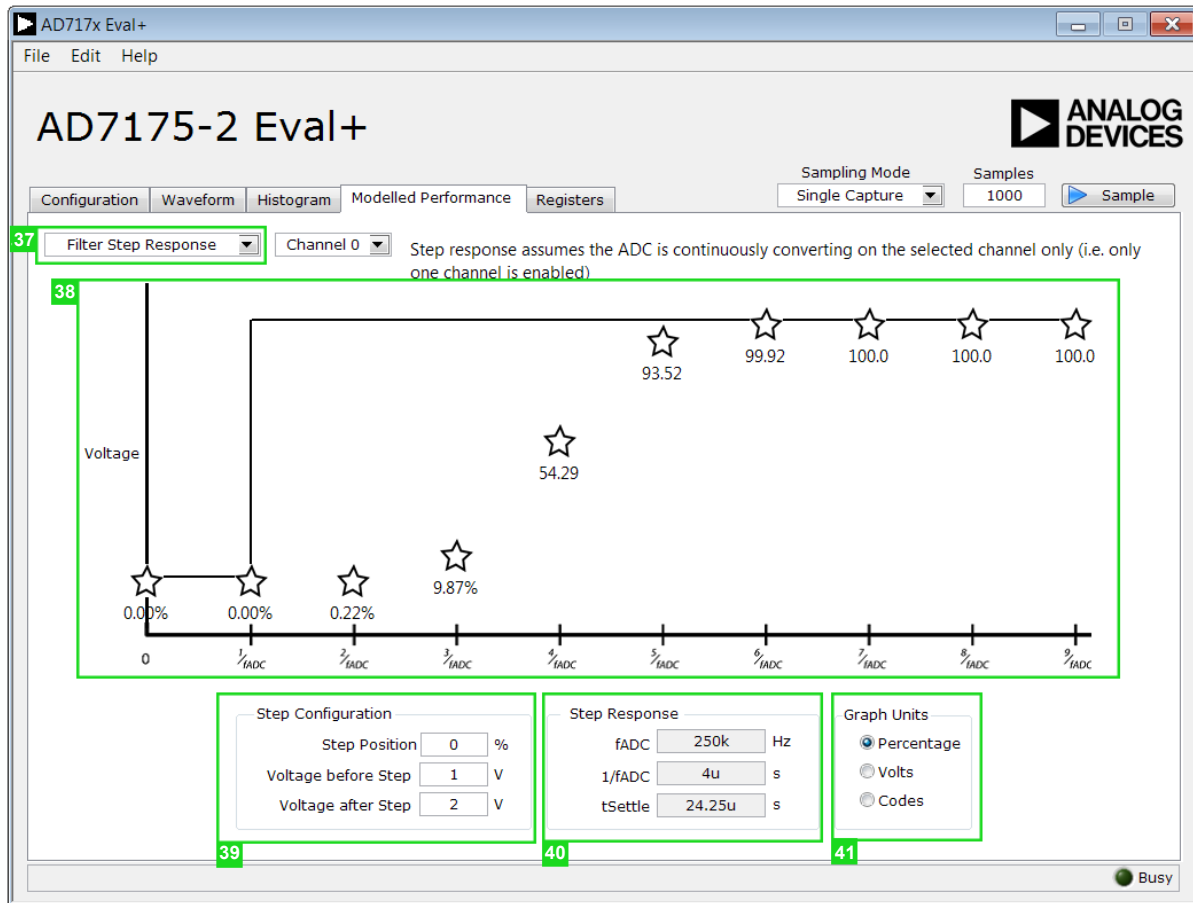 AD717x Eval+
File Edit Help
AD7175-2 Eval+
ANALOG
DEVICES
Sampling Mode
Samples
Configuration
Waveform
Histogram
Modelled Performance
Registers
Single Capture
1000
Sample
37
Filter Step Response
Channel 0
Step response assumes the ADC is continuously converting on the selected channel only (i.e. only
one channel is enabled)
38
Voltage
0.00%
0.00%
0.22%
9.87%
54.29
93.52
99.92
100.0
100.0
100.0
0
1/fADC
2/fADC
3/fADC
4/fADC
5/fADC
6/fADC
7/fADC
8/fADC
9/fADC
Step Configuration
Step Position 0 %
Voltage before Step 1 V
Voltage after Step 2 V
39
Step Response
fADC 250k Hz
1/fADC 4u s
tSettle 24.25u s
40
Graph Units
Percentage
Volts
Codes
41
Busy